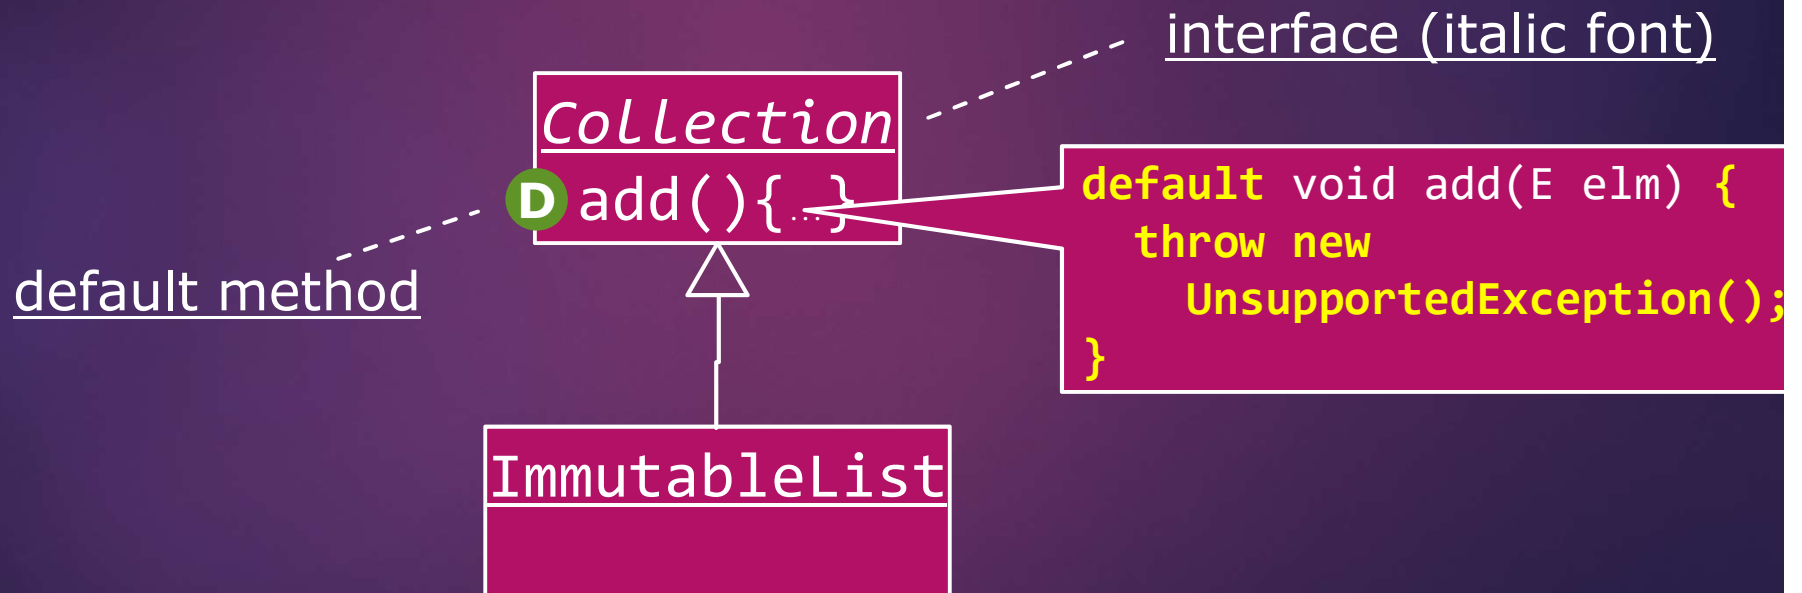 interface (italic font)
Collection
D add(){…}
default method
default void add(E elm) {
throw new
UnsupportedException();
}
ImmutableList